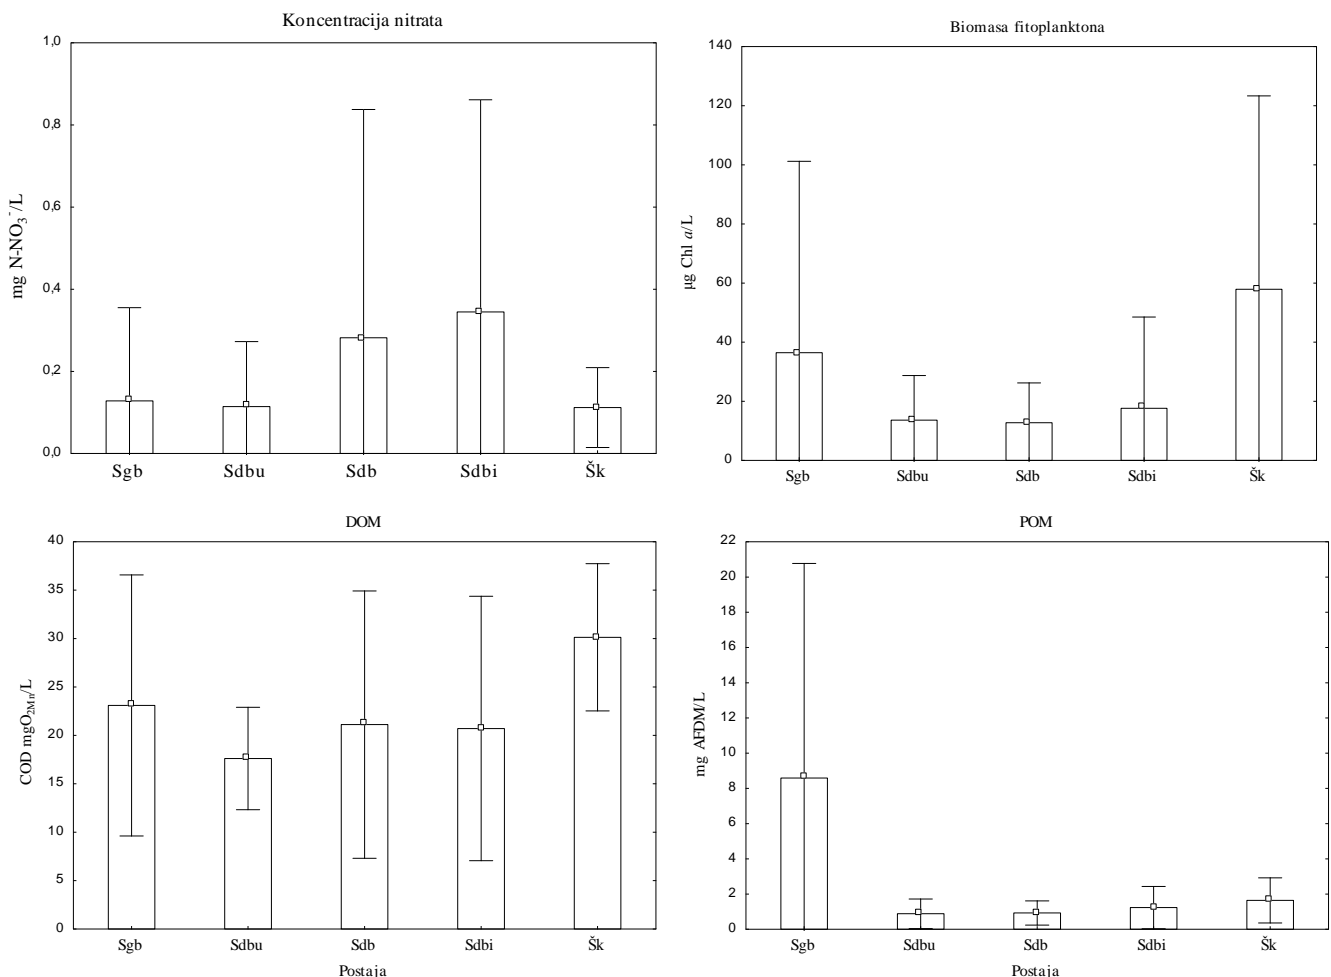 Koncentracija nitrata
1,0
0,8
0,6
0,4
0,2
0,0
mg N-NO₃⁻/L
Sgb Sdbu Sdb Sdbi Šk
Biomasa fitoplanktona
140
120
100
80
60
40
20
0
µg Chl a/L
Sgb Sdbu Sdb Sdbi Šk
DOM
40
35
30
25
20
15
10
5
0
COD mgO₂Mn/L
Sgb Sdbu Sdb Sdbi Šk
Postaja
POM
22
20
18
16
14
12
10
8
6
4
2
0
mg AFDM/L
Sgb Sdbu Sdb Sdbi Šk
Postaja